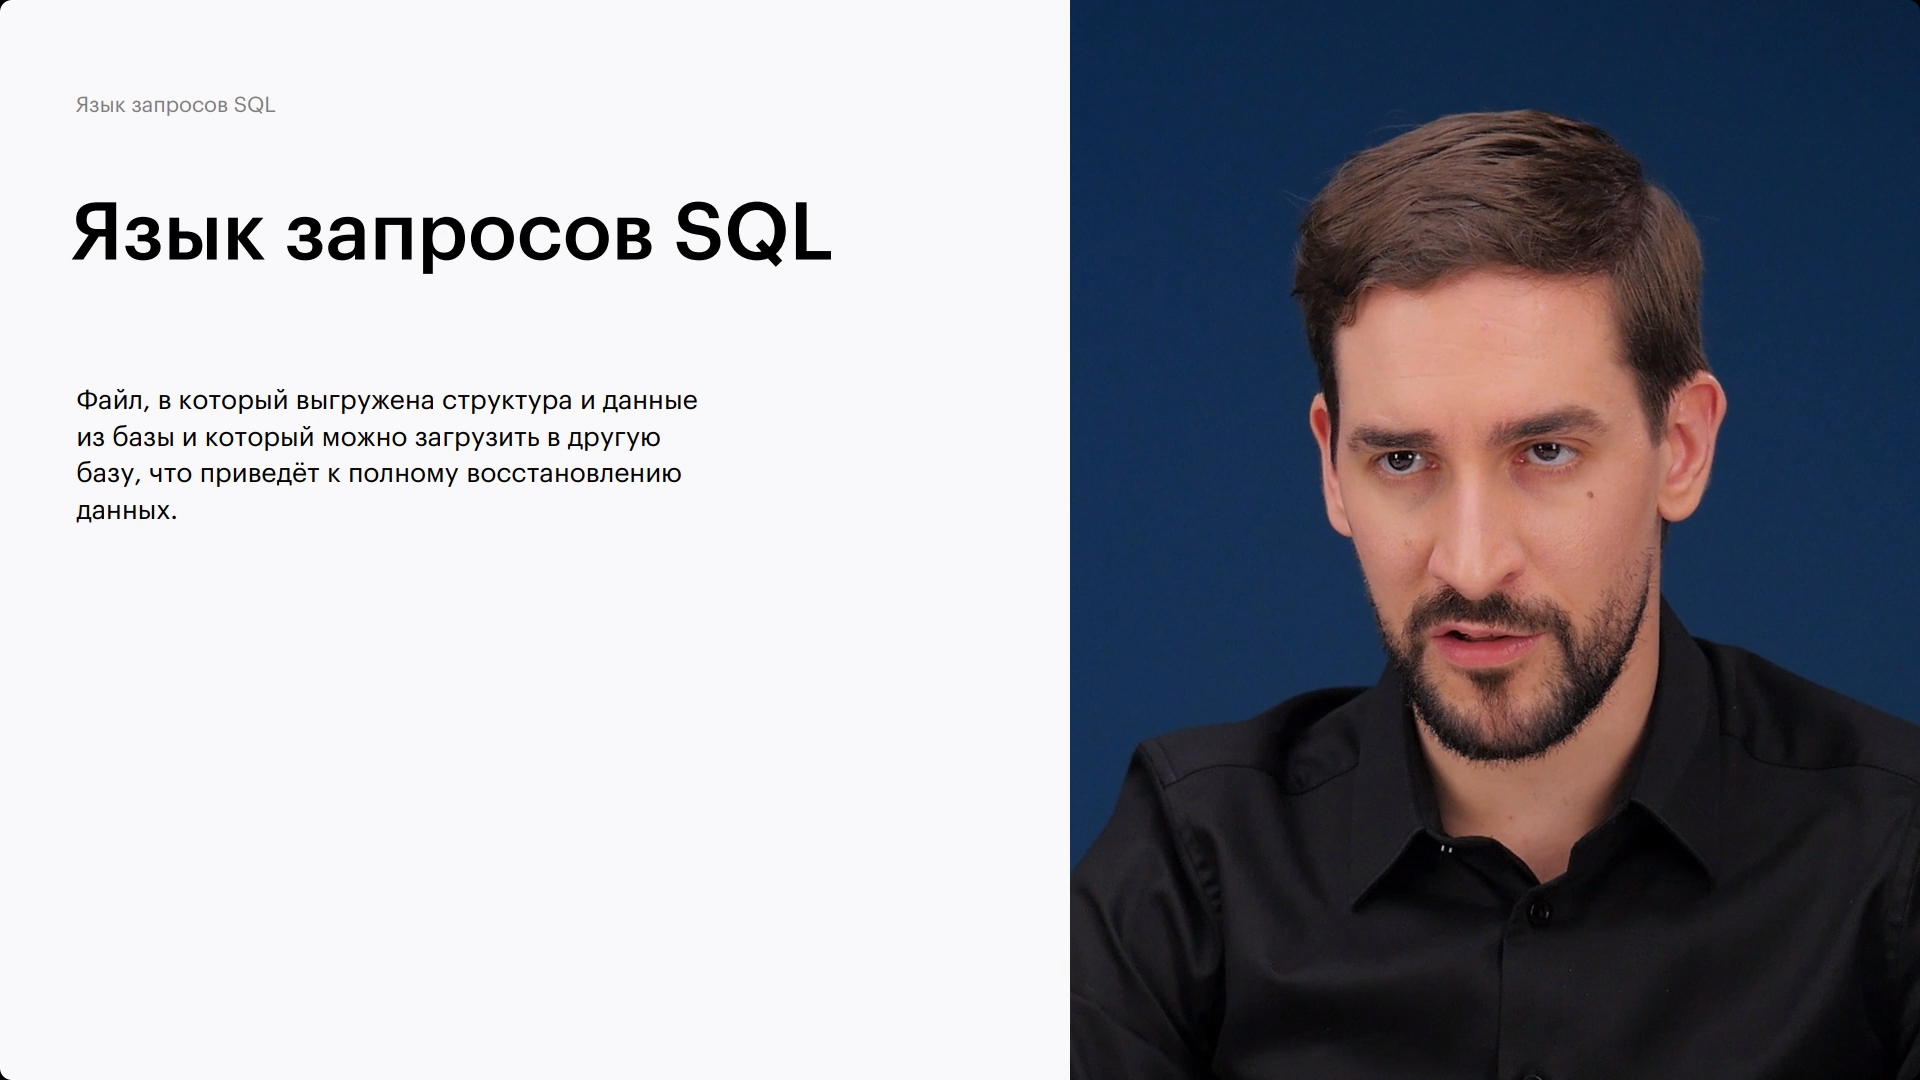 Язык запросов SQL
Язык запросов SQL
Файл, в который выгружена структура и данные
из базы и который можно загрузить в другую
базу, что приведёт к полному восстановлению
данных.